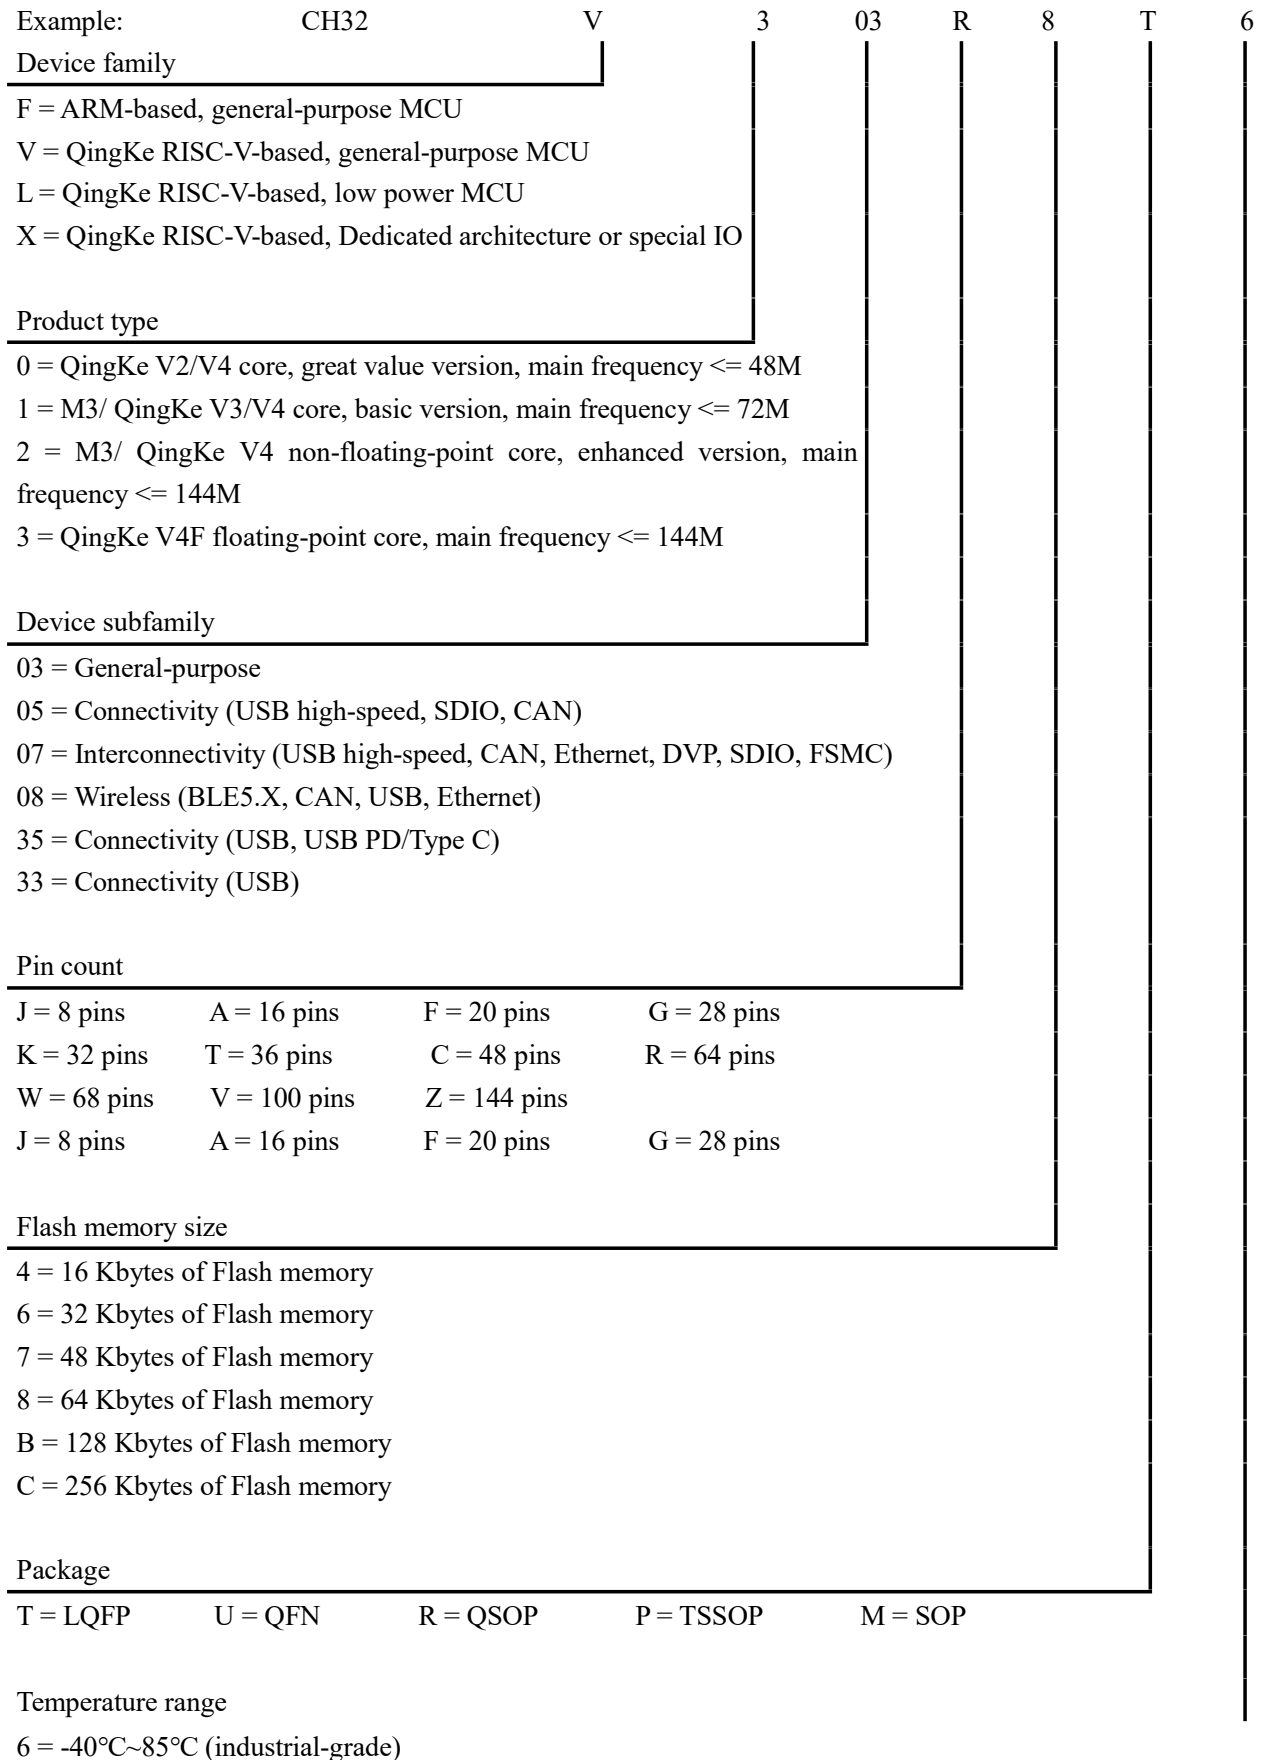 Example: CH32 V 3 03 R 8 T 6
Device family
F = ARM-based, general-purpose MCU
V = QingKe RISC-V-based, general-purpose MCU
L = QingKe RISC-V-based, low power MCU
X = QingKe RISC-V-based, Dedicated architecture or special IO
Product type
0 = QingKe V2/V4 core, great value version, main frequency <= 48M
1 = M3/ QingKe V3/V4 core, basic version, main frequency <= 72M
2 = M3/ QingKe V4 non-floating-point core, enhanced version, main
frequency <= 144M
3 = QingKe V4F floating-point core, main frequency <= 144M
Device subfamily
03 = General-purpose
05 = Connectivity (USB high-speed, SDIO, CAN)
07 = Interconnectivity (USB high-speed, CAN, Ethernet, DVP, SDIO, FSMC)
08 = Wireless (BLE5.X, CAN, USB, Ethernet)
35 = Connectivity (USB, USB PD/Type C)
33 = Connectivity (USB)
Pin count
J = 8 pins A = 16 pins F = 20 pins G = 28 pins
K = 32 pins T = 36 pins C = 48 pins R = 64 pins
W = 68 pins V = 100 pins Z = 144 pins
J = 8 pins A = 16 pins F = 20 pins G = 28 pins
Flash memory size
4 = 16 Kbytes of Flash memory
6 = 32 Kbytes of Flash memory
7 = 48 Kbytes of Flash memory
8 = 64 Kbytes of Flash memory
B = 128 Kbytes of Flash memory
C = 256 Kbytes of Flash memory
Package
T = LQFP U = QFN R = QSOP P = TSSOP M = SOP
Temperature range
6 = -40℃~85℃ (industrial-grade)